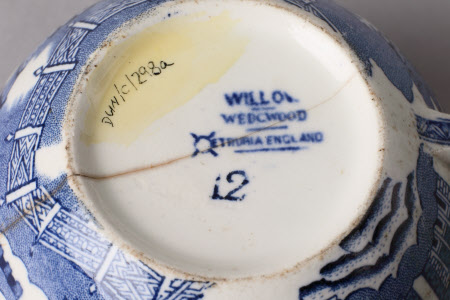 DUN/C/298a
WILLOW
WEDGWOOD
ETRURIA ENGLAND
12